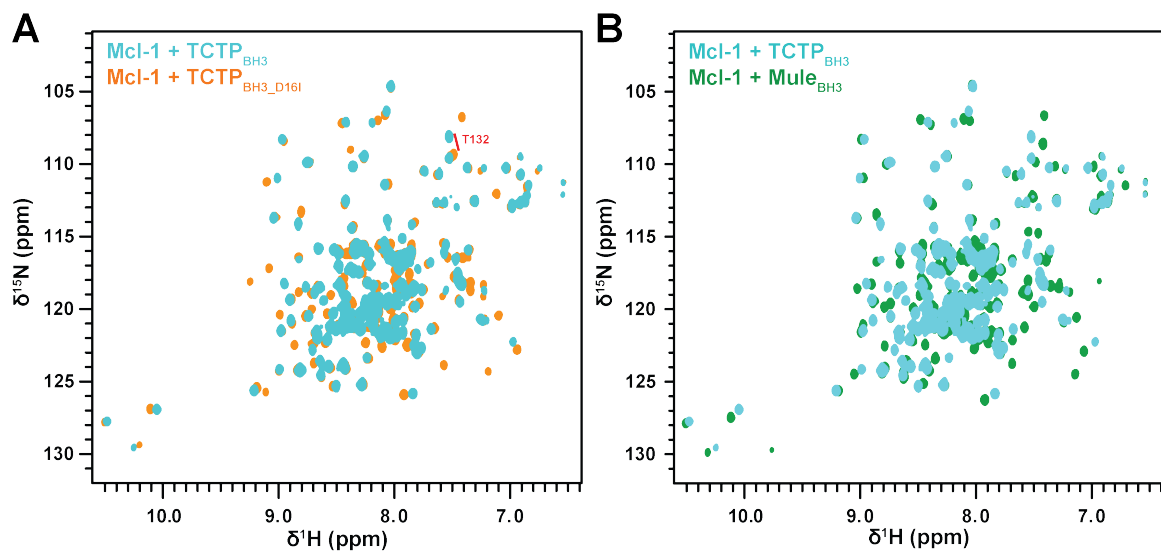 A
B
Mcl-1 + TCTPBH3
Mcl-1 + TCTPBH3_D16I
Mcl-1 + TCTPBH3
Mcl-1 + MuleBH3
T132
105
110
115
120
125
130
δ15N (ppm)
10.0 9.0 8.0 7.0
δ1H (ppm)
105
110
115
120
125
130
δ15N (ppm)
10.0 9.0 8.0 7.0
δ1H (ppm)